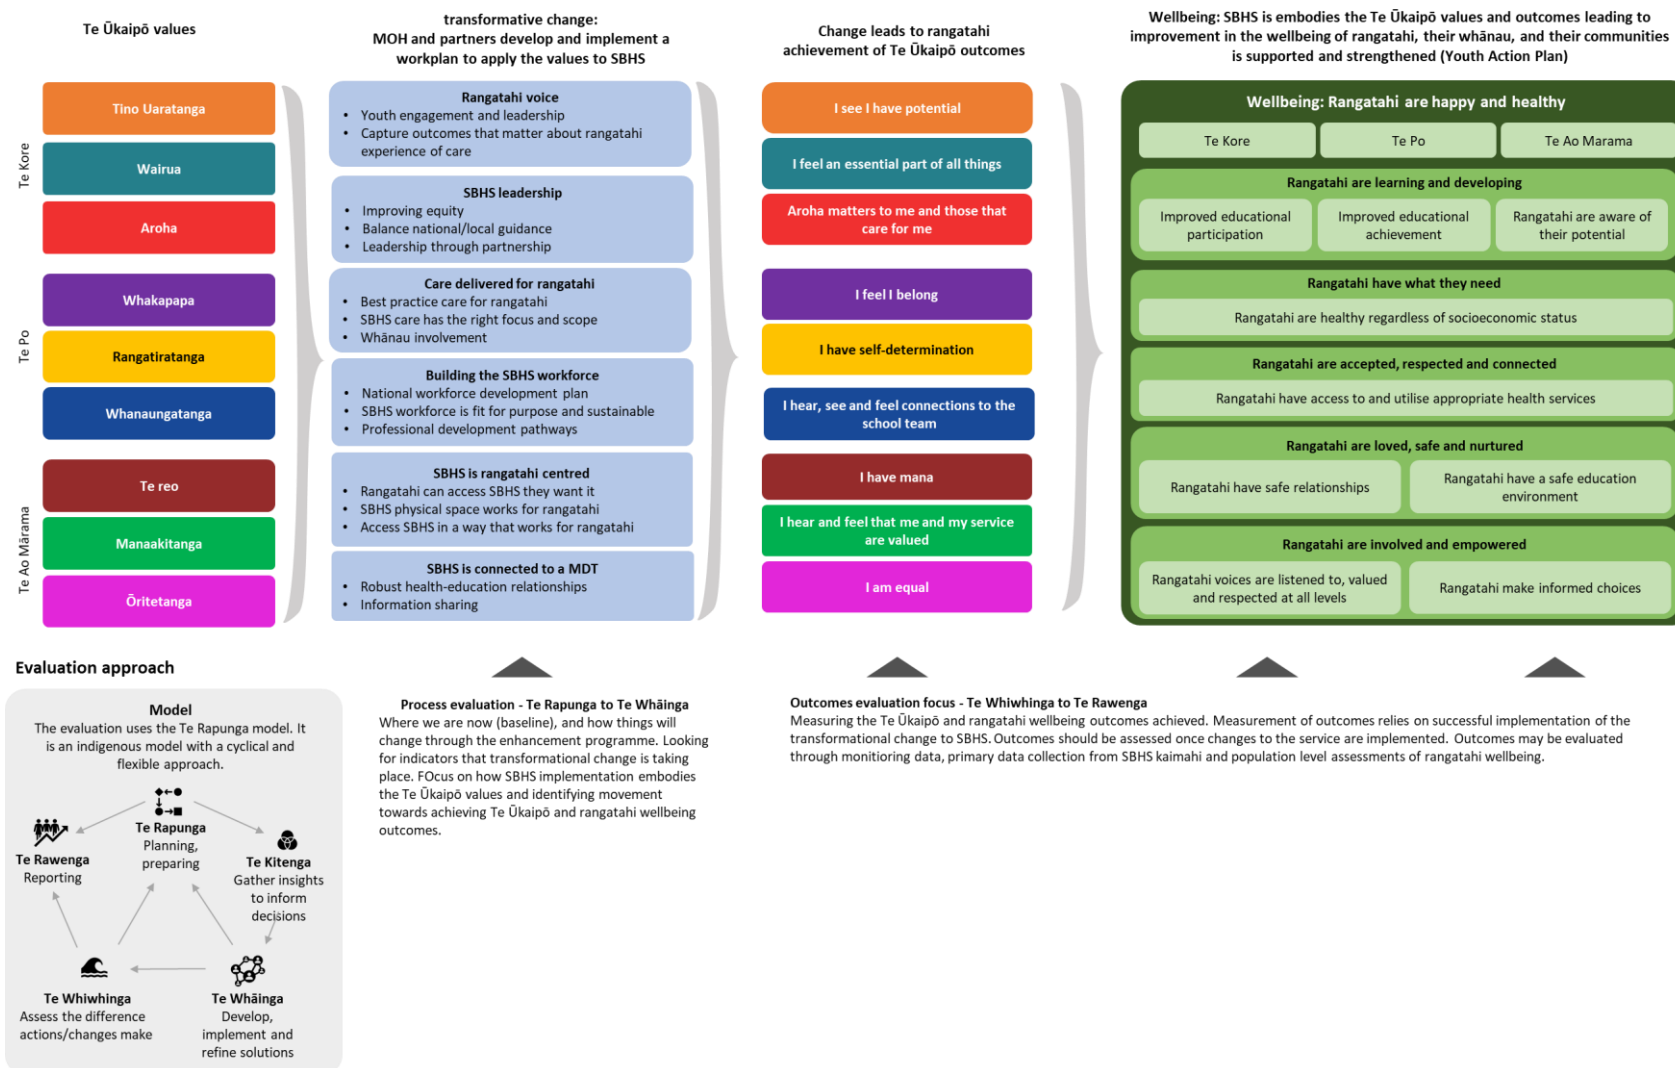 Te Ūkaipō values
transformative change:
MOH and partners develop and implement a
workplan to apply the values to SBHS
Change leads to rangatahi
achievement of Te Ūkaipō outcomes
Wellbeing: SBHS is embodies the Te Ūkaipō values and outcomes leading to
improvement in the wellbeing of rangatahi, their whānau, and their communities
is supported and strengthened (Youth Action Plan)
Te Kore
Tino Uaratanga
Wairua
Aroha
Te Po
Whakapapa
Rangatiratanga
Whanaungatanga
Te Ao Mārama
Te reo
Manaakitanga
Ōritetanga
Rangatahi voice
• Youth engagement and leadership
• Capture outcomes that matter about rangatahi
experience of care
SBHS leadership
• Improving equity
• Balance national/local guidance
• Leadership through partnership
Care delivered for rangatahi
• Best practice care for rangatahi
• SBHS care has the right focus and scope
• Whānau involvement
Building the SBHS workforce
• National workforce development plan
• SBHS workforce is fit for purpose and sustainable
• Professional development pathways
SBHS is rangatahi centred
• Rangatahi can access SBHS they want it
• SBHS physical space works for rangatahi
• Access SBHS in a way that works for rangatahi
SBHS is connected to a MDT
• Robust health-education relationships
• Information sharing
I see I have potential
I feel an essential part of all things
Aroha matters to me and those that
care for me
I feel I belong
I have self-determination
I hear, see and feel connections to the
school team
I have mana
I hear and feel that me and my service
are valued
I am equal
Wellbeing: Rangatahi are happy and healthy
Te Kore
Te Po
Te Ao Marama
Rangatahi are learning and developing
Improved educational
participation
Improved educational
achievement
Rangatahi are aware of
their potential
Rangatahi have what they need
Rangatahi are healthy regardless of socioeconomic status
Rangatahi are accepted, respected and connected
Rangatahi have access to and utilise appropriate health services
Rangatahi are loved, safe and nurtured
Rangatahi have safe relationships
Rangatahi have a safe education
environment
Rangatahi are involved and empowered
Rangatahi voices are listened to, valued
and respected at all levels
Rangatahi make informed choices
Evaluation approach
Model
The evaluation uses the Te Rapunga model. It
is an indigenous model with a cyclical and
flexible approach.
Te Rapunga
Planning,
preparing
Te Rawenga
Reporting
Te Kitenga
Gather insights
to inform
decisions
Te Whiwhinga
Assess the difference
actions/changes make
Te Whāinga
Develop,
implement and
refine solutions
Process evaluation - Te Rapunga to Te Whāinga
Where we are now (baseline), and how things will
change through the enhancement programme. Looking
for indicators that transformational change is taking
place. FOcus on how SBHS implementation embodies
the Te Ūkaipō values and identifying movement
towards achieving Te Ūkaipō and rangatahi wellbeing
outcomes.
Outcomes evaluation focus - Te Whiwhinga to Te Rawenga
Measuring the Te Ūkaipō and rangatahi wellbeing outcomes achieved. Measurement of outcomes relies on successful implementation of the
transformational change to SBHS. Outcomes should be assessed once changes to the service are implemented. Outcomes may be evaluated
through monitoring data, primary data collection from SBHS kaimahi and population level assessments of rangatahi wellbeing.